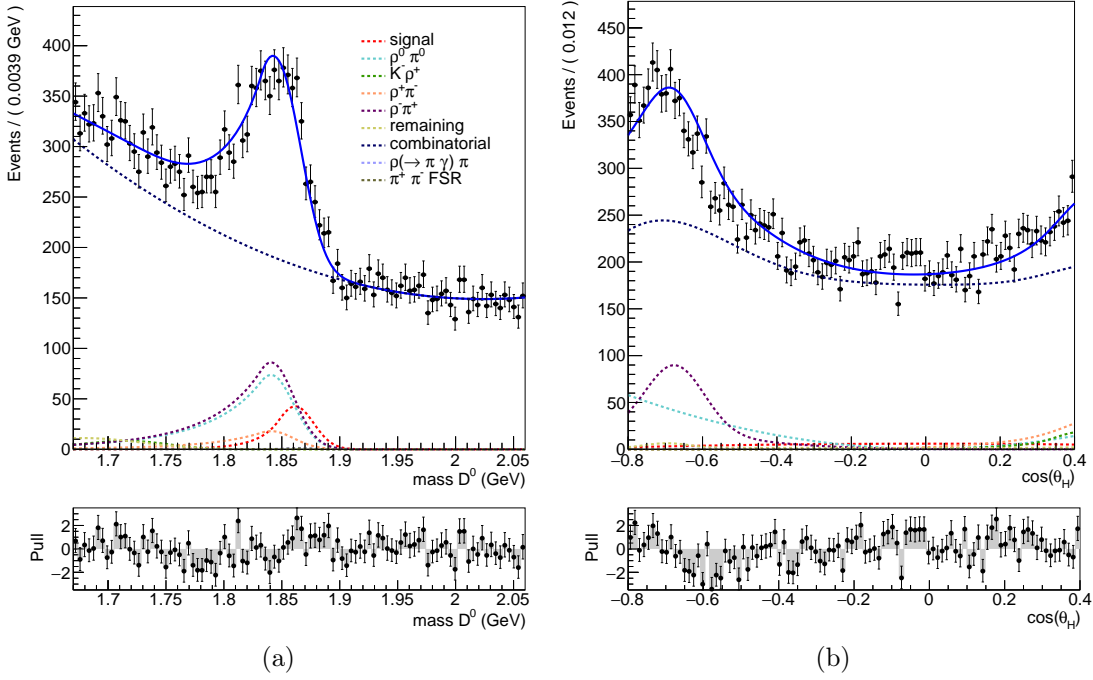 Events / ( 0.0039 GeV )
400
350
300
250
200
150
100
50
0
signal
ρ⁰ π⁰
K⁻ρ⁺
ρ⁺π⁻
ρ⁻π⁺
remaining
combinatorial
ρ(→ π γ) π
π⁺ π⁻ FSR
1.7 1.75 1.8 1.85 1.9 1.95 2 2.05
mass D⁰ (GeV)
Pull
2
0
−2
1.7 1.75 1.8 1.85 1.9 1.95 2 2.05
mass D⁰ (GeV)
(a)
Events / ( 0.012 )
450
400
350
300
250
200
150
100
50
0
−0.8 −0.6 −0.4 −0.2 0 0.2 0.4
cos(θ_H)
Pull
2
0
−2
−0.8 −0.6 −0.4 −0.2 0 0.2 0.4
cos(θ_H)
(b)